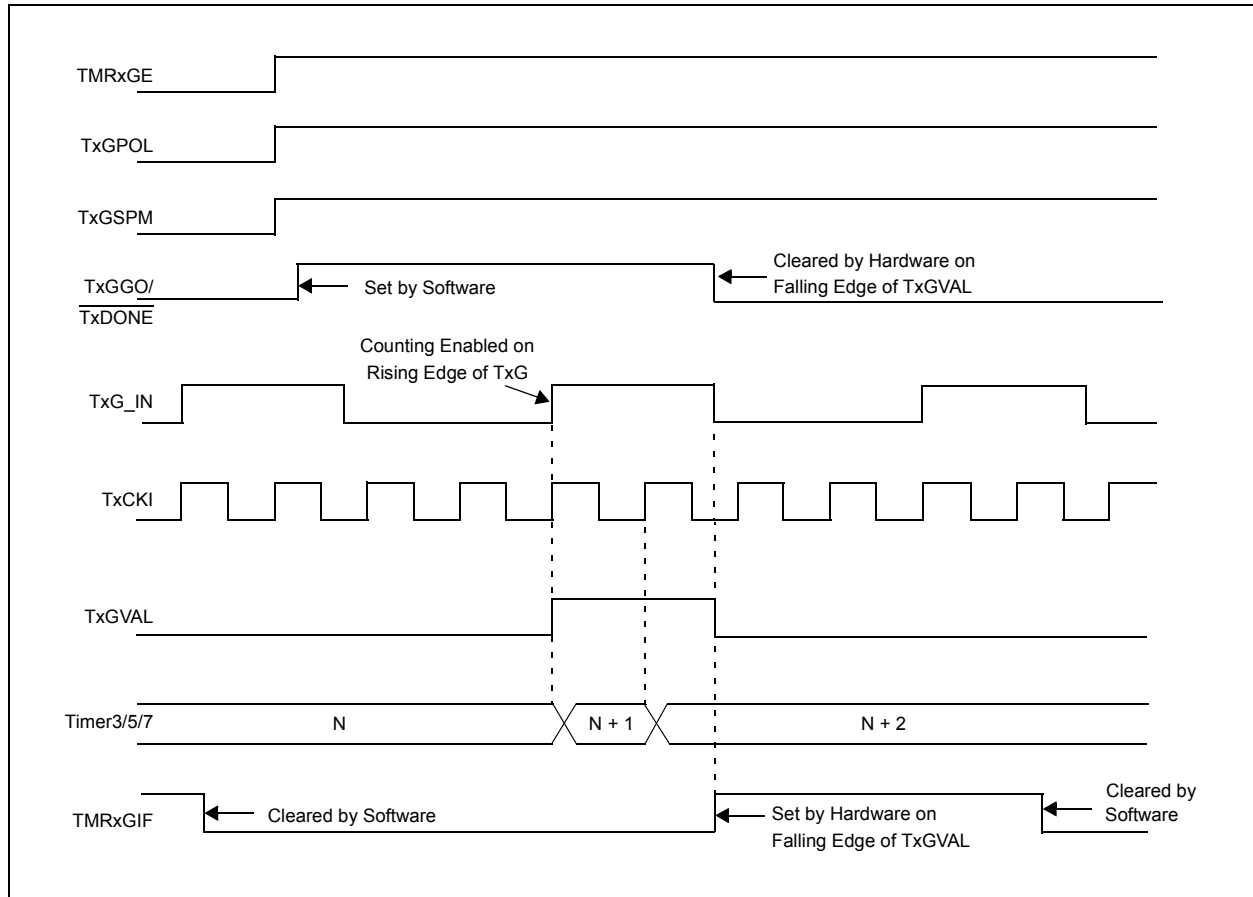 TMRxGE
TxGPOL
TxGSPM
TxGGO/
TxDONE
Set by Software
Cleared by Hardware on
Falling Edge of TxGVAL
Counting Enabled on
Rising Edge of TxG
TxG_IN
TxCKI
TxGVAL
Timer3/5/7
N
N + 1
N + 2
TMRxGIF
Cleared by Software
Set by Hardware on
Falling Edge of TxGVAL
Cleared by
Software